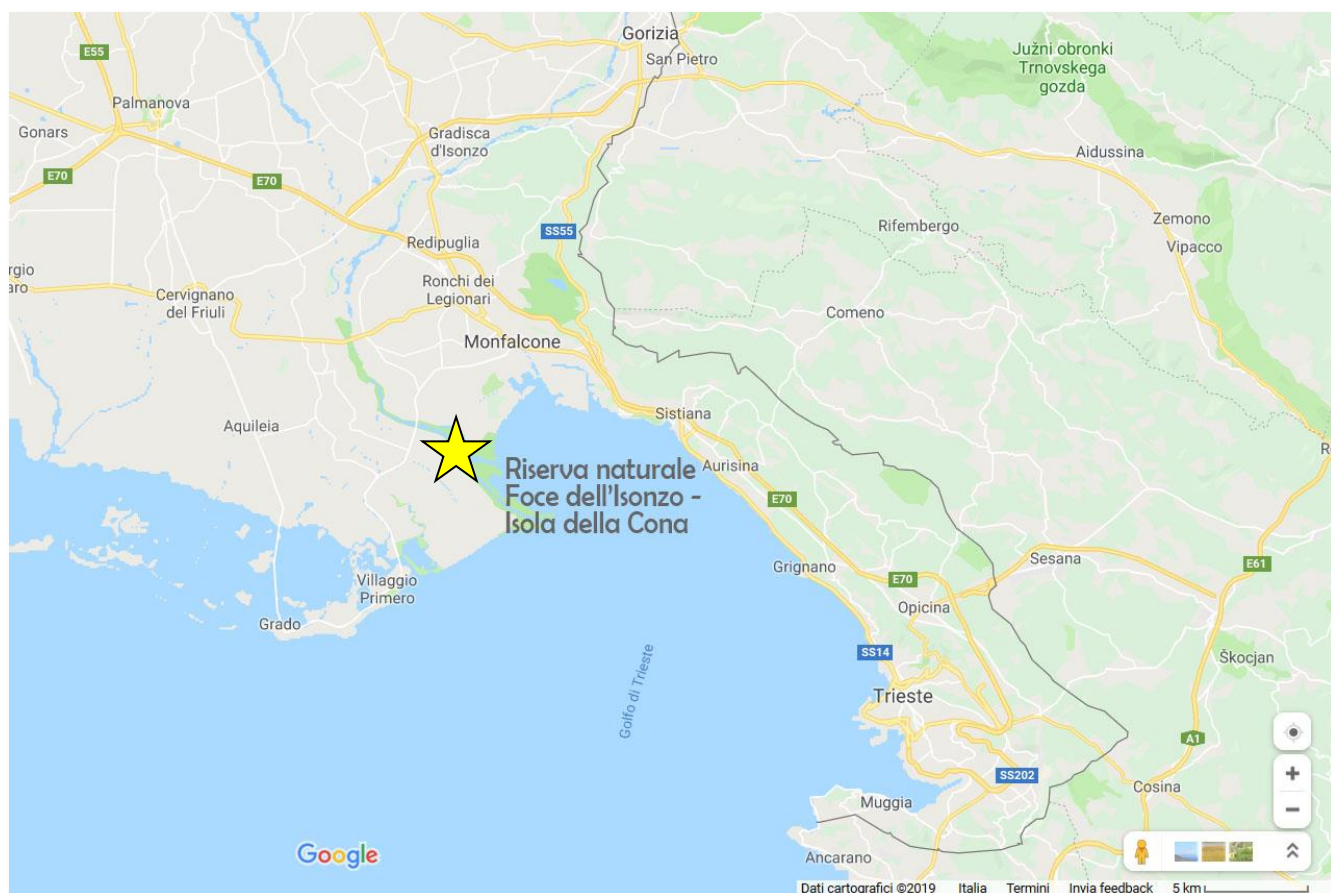 Gorizia
San Pietro
Južni obronki
Trnovskega
gozda
E55
Palmanova
Gonars
Gradisca
d'Isonzo
Aidussina
E70
E70
Zemono
Rifembergo
SS55
Redipuglia
Vipacco
rgio
aro
Ronchi dei
Legionari
Cervignano
del Friuli
Comeno
Monfalcone
Sistiana
Aquileia
R
Aurisina
Riserva naturale
Foce dell'Isonzo -
Isola della Cona
E70
Sesana
E61
Grignano
Villaggio
Primero
E70
Opicina
Grado
SS14
Škocjan
Golfo di Trieste
Trieste
A1
SS202
Cosina
Muggia
Google
Ancarano
Dati cartografici ©2019 Italia Termini Invia feedback 5 km